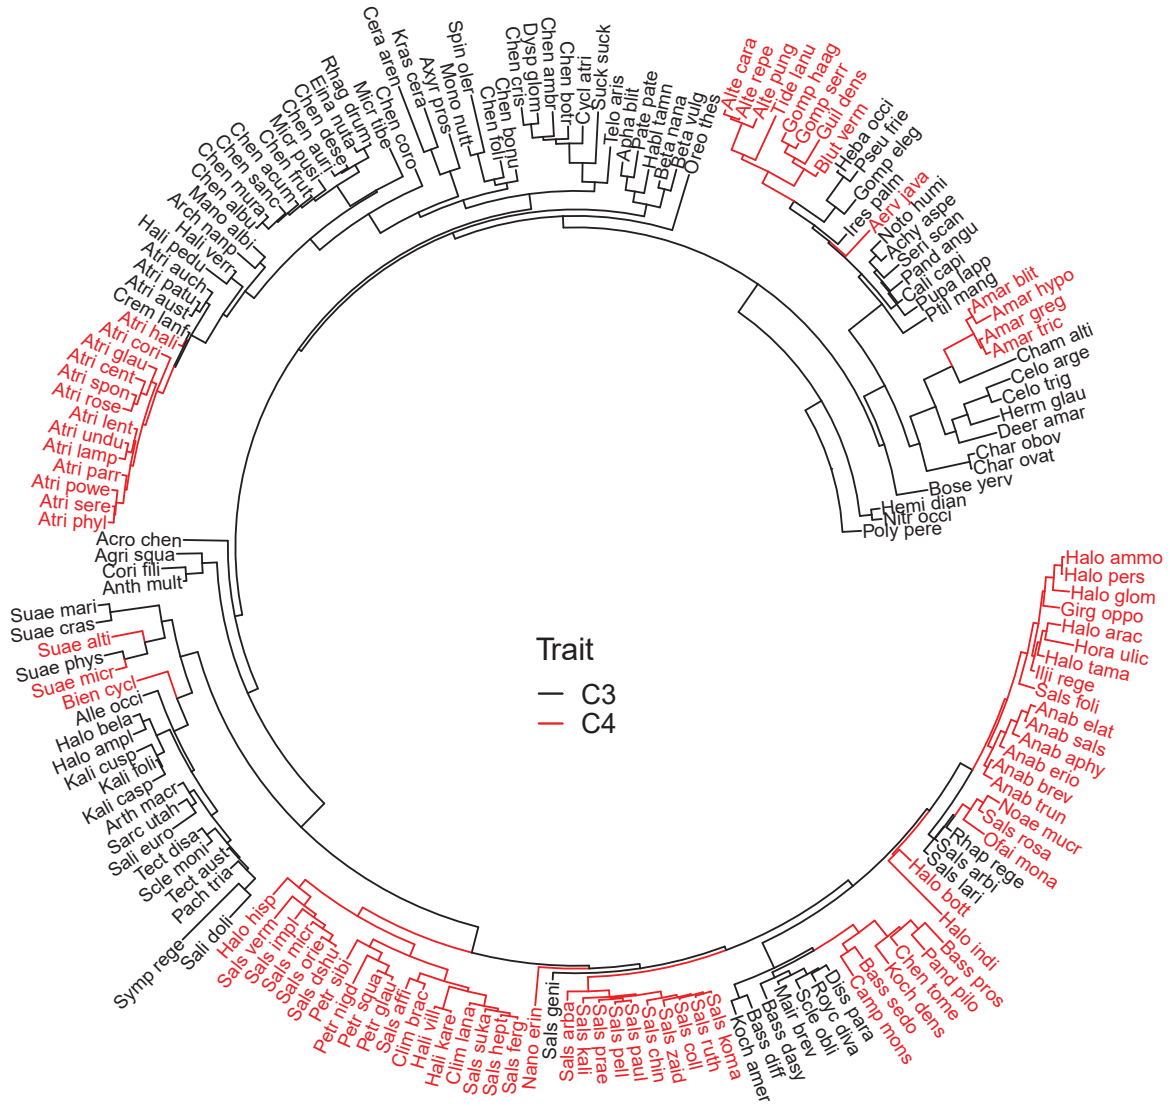 Cera aren
Kras cera
Axyr pros
Spin oler
Mono nutt
Chen foli
Chen bonu
Chen cris
Dysp glom
Chen ambr
Chen botr
Cycl atri
Suck suck
Telo aris
Apha blit
Pate pate
Habl tamn
Beta nana
Beta vulg
Oreo thes
Alte cara
Alte repe
Alte pung
Tide lanu
Gomp haag
Gomp serr
Guil dens
Blut verm
Heba occi
Pseu frie
Gomp eleg
Ires palm
Aerv java
Noto humi
Achy aspe
Seri scan
Pand angu
Cali capi
Pupa lapp
Ptil mang
Amar blit
Amar hypo
Amar greg
Amar tric
Cham alti
Celo arge
Celo trig
Herm glau
Deer amar
Char obov
Char ovat
Bose yerv
Hemi dian
Nitr occi
Poly pere
Halo ammo
Halo pers
Halo glom
Girg oppo
Halo arac
Hora ulic
Halo tama
Ilji rege
Sals foli
Anab elat
Anab sals
Anab aphy
Anab erio
Anab brev
Anab trun
Noae mucr
Sals rosa
Ofai mona
Rhap rege
Sals arbi
Sals lari
Halo bott
Halo indi
Bass pros
Pand pilo
Chen tome
Koch dens
Bass sedo
Camp mons
Diss para
Royc diva
Scle obli
Mair brev
Bass dasy
Bass diff
Koch amer
Sals koma
Sals ruth
Sals coll
Sals zaid
Sals chin
Sals paul
Sals pell
Sals prae
Sals kali
Sals arba
Sals geni
Nano erin
Sals ferg
Sals hept
Sals suka
Clim lana
Hali kare
Hali vill
Clim brac
Sals affi
Petr glau
Petr squa
Petr nigd
Petr sibi
Sals dshu
Sals orie
Sals micr
Sals impl
Sals verm
Halo hisp
Sali doli
Symp rege
Pach tria
Tect aust
Scle moni
Tect disa
Sali euro
Sarc utah
Arth macr
Kali casp
Kali foli
Kali cusp
Halo ampl
Halo bela
Alle occi
Bien cycl
Suae micr
Suae phys
Suae alti
Suae cras
Suae mari
Anth mult
Cori fili
Agri squa
Acro chen
Atri phyl
Atri sere
Atri powe
Atri parr
Atri lamp
Atri undu
Atri lent
Atri rose
Atri spon
Atri cent
Atri glau
Atri cori
Atri hali
Crem lanf
Atri aust
Atri patu
Atri auch
Hali pedu
Hali verr
Arch nanp
Mano albi
Chen albu
Chen mura
Chen sanc
Chen acum
Chen frut
Micr pusi
Chen auri
Chen dese
Eina nuta
Rhag drum
Micr tibe
Chen coro
Trait
C3
C4